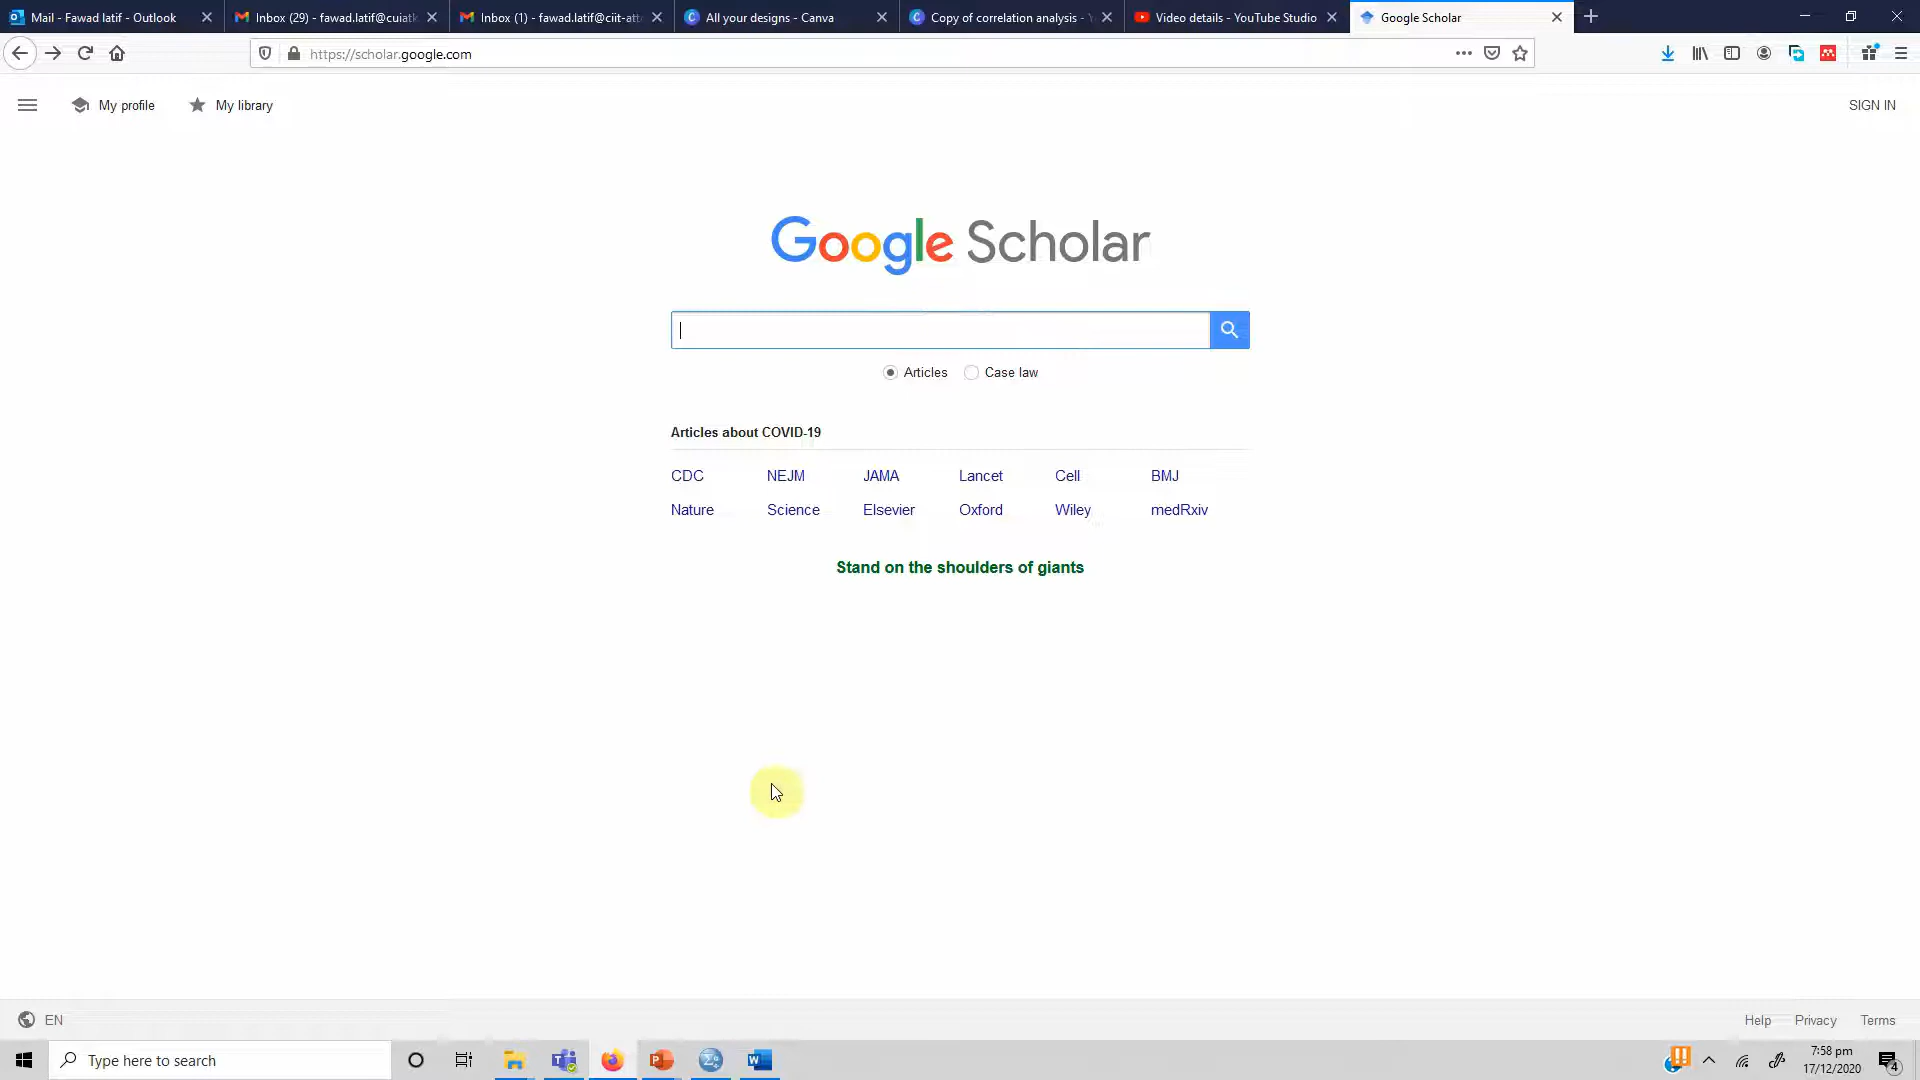 Mail - Fawad latif - Outlook
Inbox (29) - fawad.latif@cuiatk
Inbox (1) - fawad.latif@ciit-att
All your designs - Canva
Copy of correlation analysis -
Video details - YouTube Studio
Google Scholar
https://scholar.google.com
My profile
My library
SIGN IN
Google Scholar
Articles
Case law
Articles about COVID-19
CDC NEJM JAMA Lancet Cell BMJ
Nature Science Elsevier Oxford Wiley medRxiv
Stand on the shoulders of giants
EN
Help Privacy Terms
Type here to search
7:58 pm
17/12/2020
4